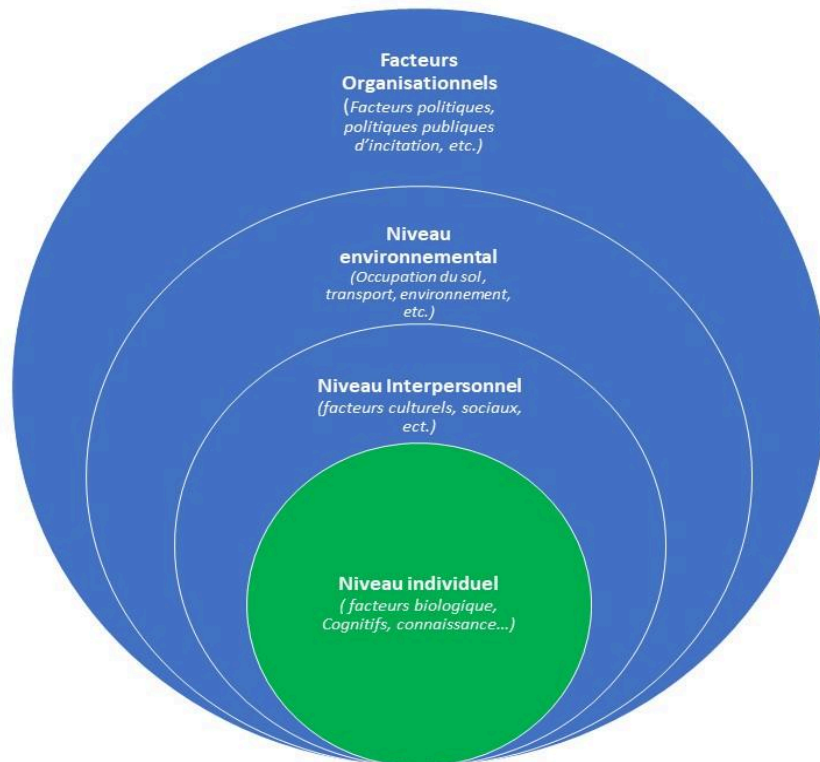 Facteurs
Organisationnels
(Facteurs politiques,
politiques publiques
d'incitation, etc.)
Niveau
environnemental
(Occupation du sol,
transport, environnement,
etc.)
Niveau Interpersonnel
(facteurs culturels, sociaux,
ect.)
Niveau individuel
( facteurs biologique,
Cognitifs, connaissance...)